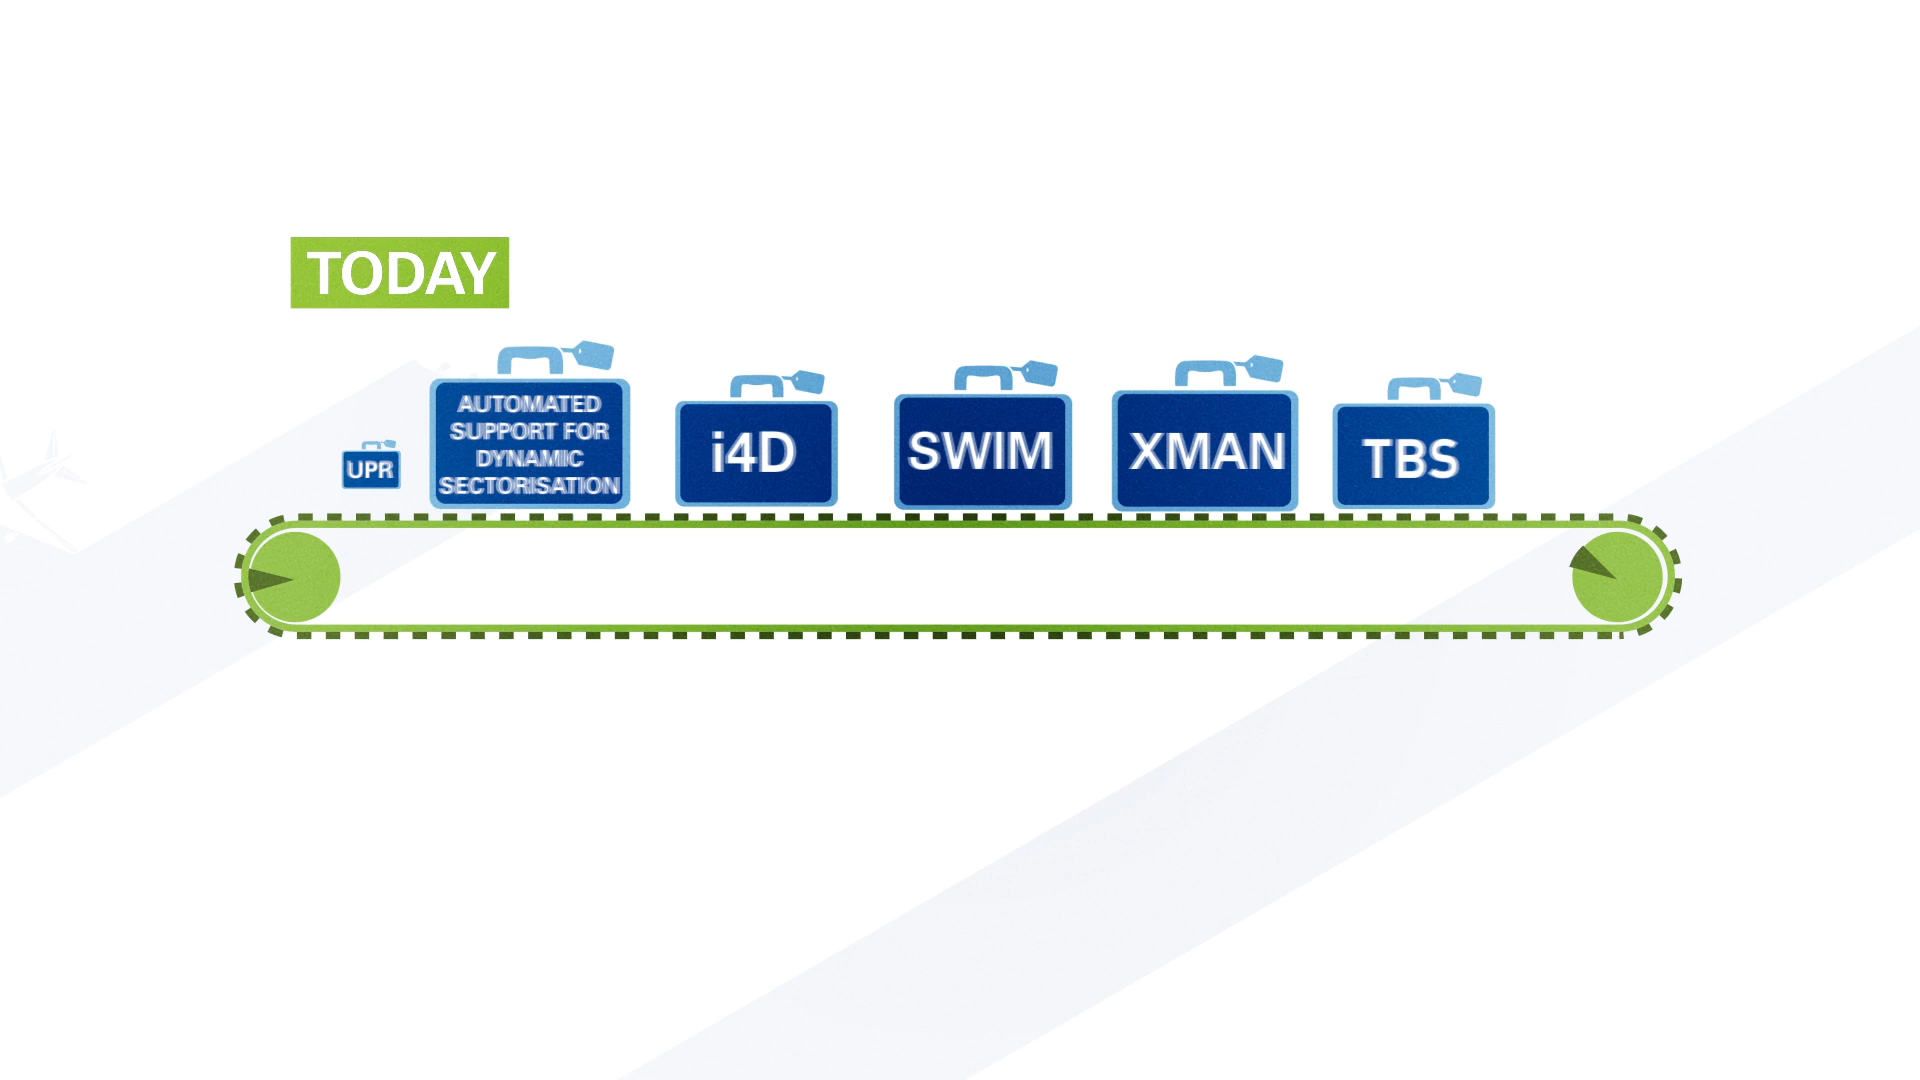 TODAY
UPR
AUTOMATED
SUPPORT FOR
DYNAMIC
SECTORISATION
i4D
SWIM
XMAN
TBS